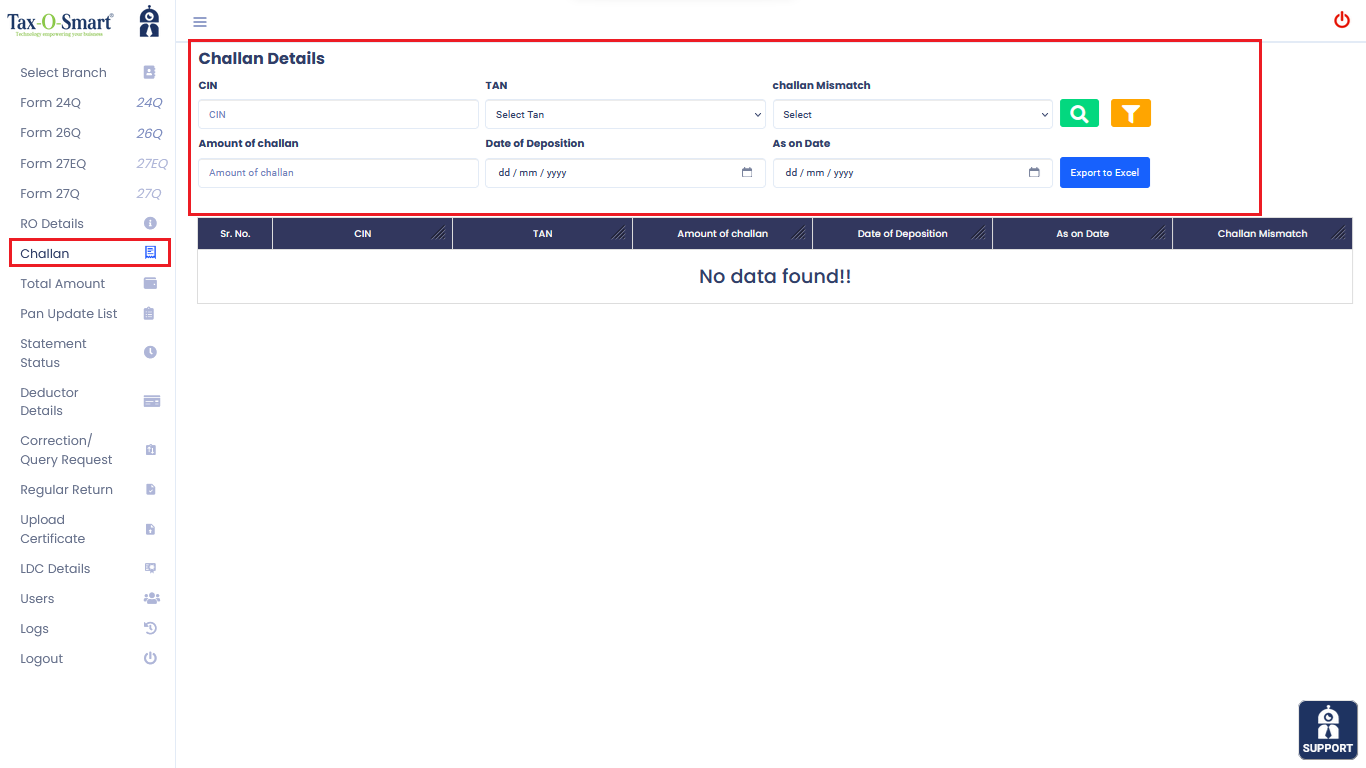 Tax-O-Smart®
Technology empowering your business
Select Branch
Form 24Q 24Q
Form 26Q 26Q
Form 27EQ 27EQ
Form 27Q 27Q
RO Details
Challan
Total Amount
Pan Update List
Statement
Status
Deductor
Details
Correction/
Query Request
Regular Return
Upload
Certificate
LDC Details
Users
Logs
Logout
Challan Details
CIN TAN challan Mismatch
CIN Select Tan Select
Amount of challan Date of Deposition As on Date
Amount of challan dd / mm / yyyy dd / mm / yyyy Export to Excel
Sr. No. CIN TAN Amount of challan Date of Deposition As on Date Challan Mismatch
No data found!!
SUPPORT